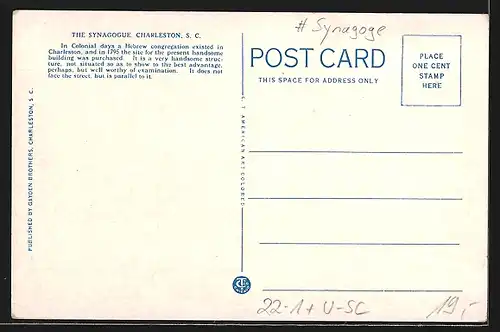 THE SYNAGOGUE CHARLESTON, S. C.
In Colonial days a Hebrew congregation existed in
Charleston, and in 1795 the site for the present handsome
building was purchased. It is a very handsome struc-
ture, not situated so as to show to the best advantage,
perhaps, but well worthy of examination. It does not
face the street, but is parallel to it.
# Synagoge
POST CARD
THIS SPACE FOR ADDRESS ONLY
PLACE
ONE CENT
STAMP
HERE
PUBLISHED BY GAYDEN BROTHERS, CHARLESTON, S. C.
C. T. AMERICAN ART COLORED
22-1+ U-SC
19,-